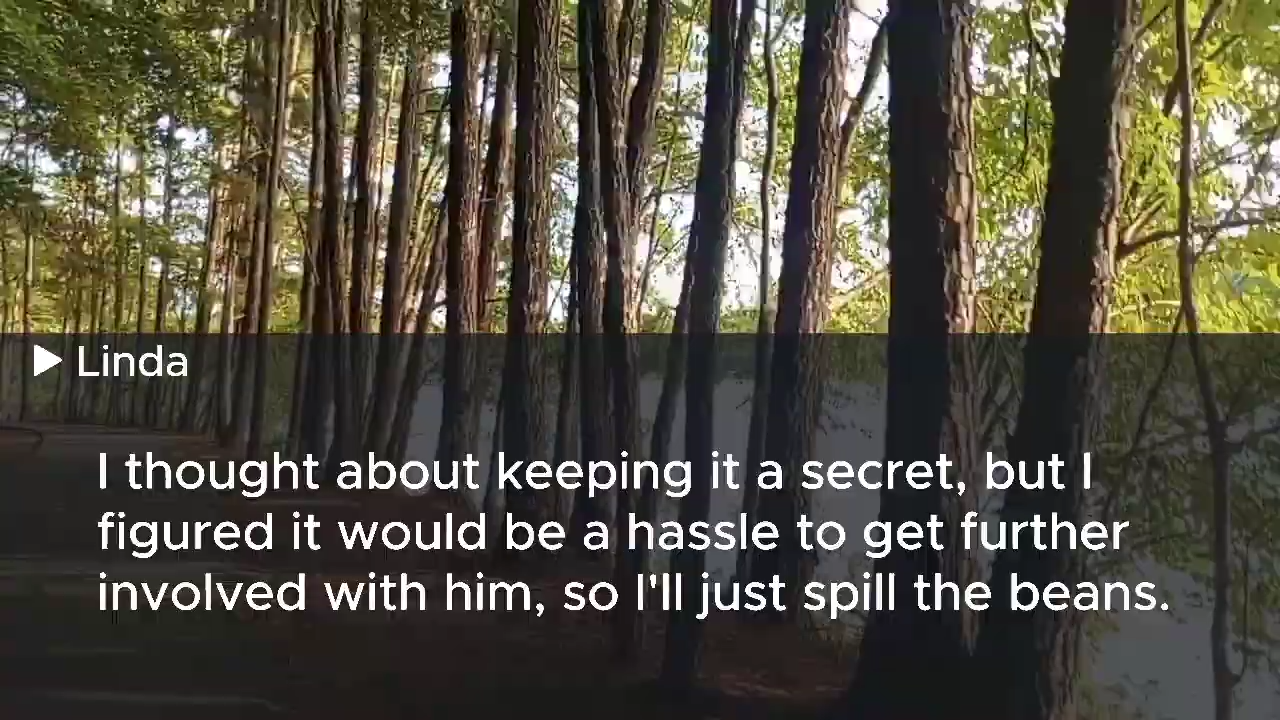 Linda
I thought about keeping it a secret, but I
figured it would be a hassle to get further
involved with him, so I'll just spill the beans.